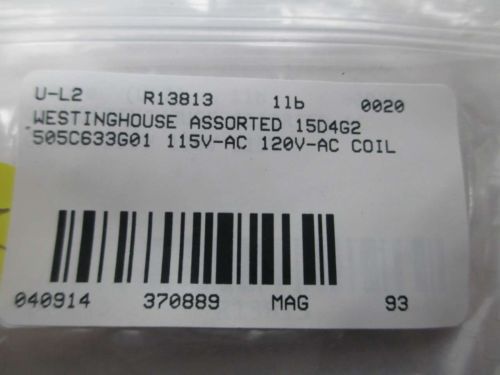 U-L2 R13813 1lb 0020
WESTINGHOUSE ASSORTED 15D4G2
505C633G01 115V-AC 120V-AC COIL
040914 370889 MAG 93